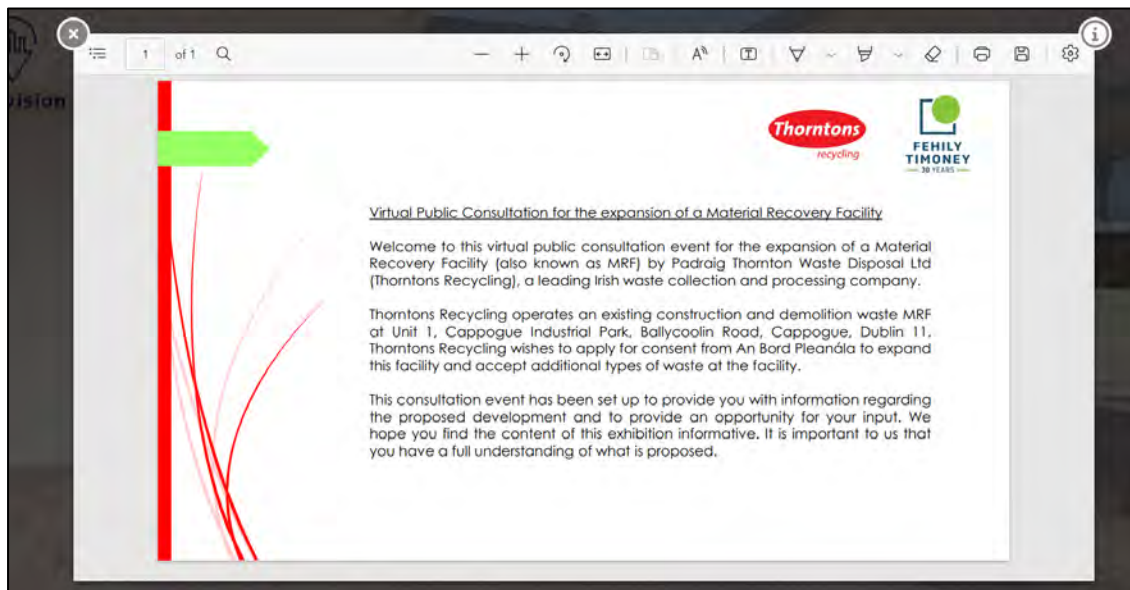 1 of 1
ision
Thorntons
recycling
FEHILY
TIMONEY
30 YEARS
Virtual Public Consultation for the expansion of a Material Recovery Facility
Welcome to this virtual public consultation event for the expansion of a Material
Recovery Facility (also known as MRF) by Padraig Thornton Waste Disposal Ltd
(Thorntons Recycling), a leading Irish waste collection and processing company.
Thorntons Recycling operates an existing construction and demolition waste MRF
at Unit 1, Cappogue Industrial Park, Ballycoolin Road, Cappogue, Dublin 11.
Thorntons Recycling wishes to apply for consent from An Bord Pleanála to expand
this facility and accept additional types of waste at the facility.
This consultation event has been set up to provide you with information regarding
the proposed development and to provide an opportunity for your input. We
hope you find the content of this exhibition informative. It is important to us that
you have a full understanding of what is proposed.